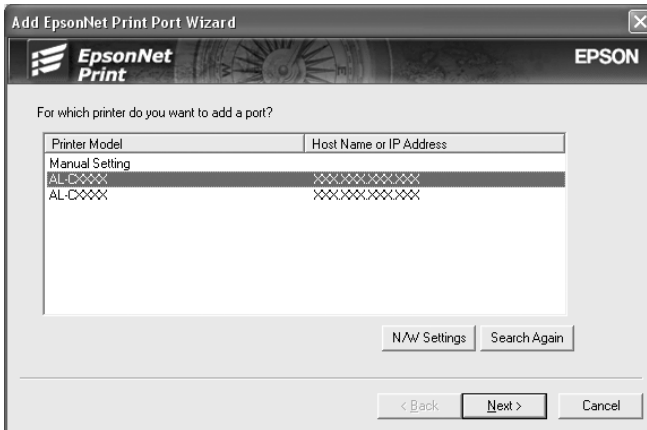 Add EpsonNet Print Port Wizard
EpsonNet
Print
EPSON
For which printer do you want to add a port?
Printer Model Host Name or IP Address
Manual Setting
AL-CXXXX XXX.XXX.XXX.XXX
AL-CXXXX XXX.XXX.XXX.XXX
N/W Settings Search Again
< Back Next > Cancel